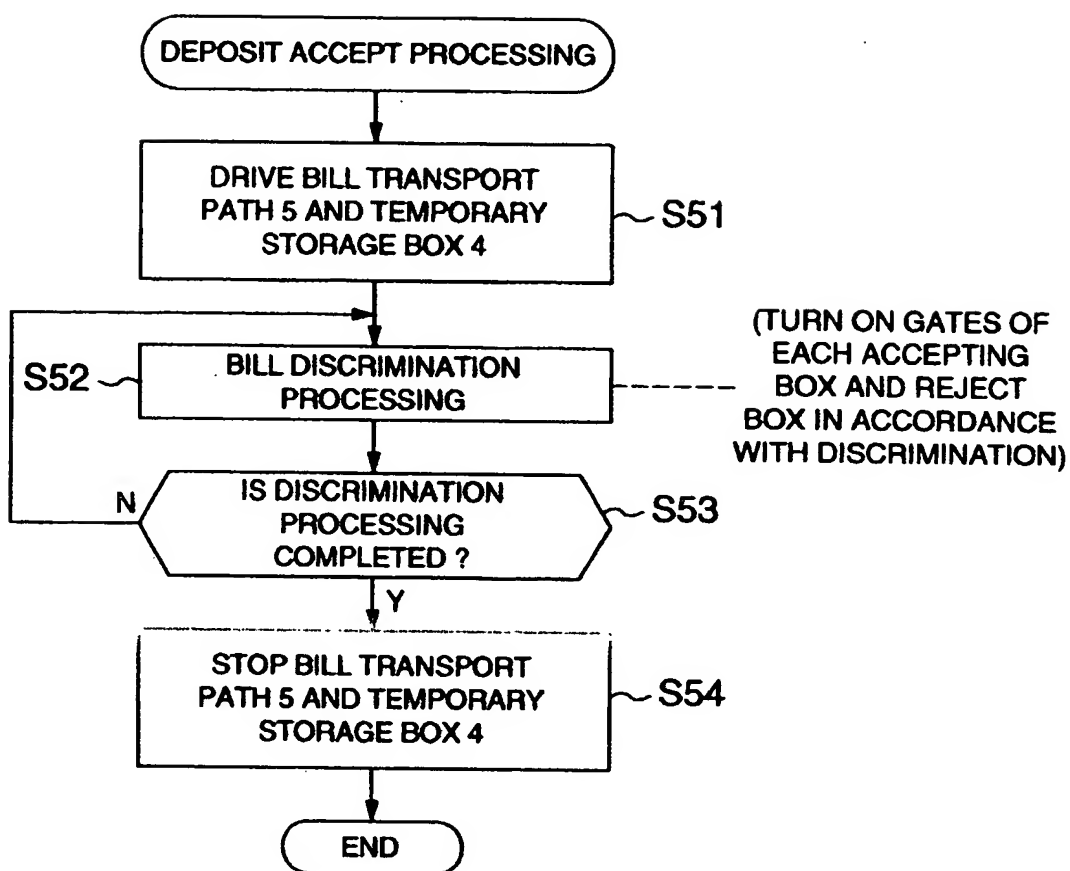 DEPOSIT ACCEPT PROCESSING
DRIVE BILL TRANSPORT
PATH 5 AND TEMPORARY
STORAGE BOX 4
S51
S52
BILL DISCRIMINATION
PROCESSING
(TURN ON GATES OF
EACH ACCEPTING
BOX AND REJECT
BOX IN ACCORDANCE
WITH DISCRIMINATION)
N
IS DISCRIMINATION
PROCESSING
COMPLETED ?
S53
Y
STOP BILL TRANSPORT
PATH 5 AND TEMPORARY
STORAGE BOX 4
S54
END